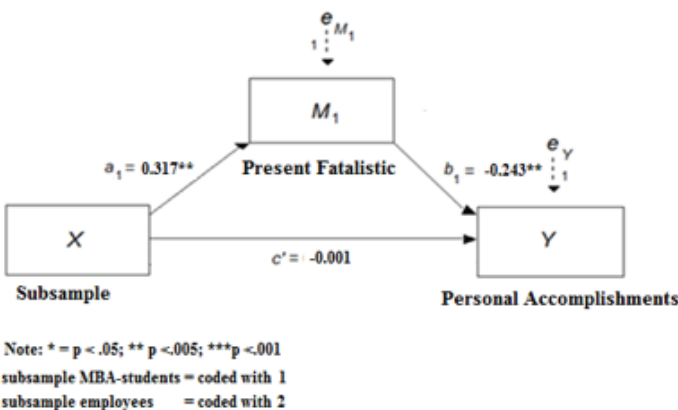 e M₁
1
M₁
a₁ = 0.317**
Present Fatalistic
b₁ = -0.243**
e Y
1
X
Y
c' = -0.001
Subsample
Personal Accomplishments
Note: * = p < .05; ** p <.005; ***p <.001
subsample MBA-students = coded with 1
subsample employees = coded with 2